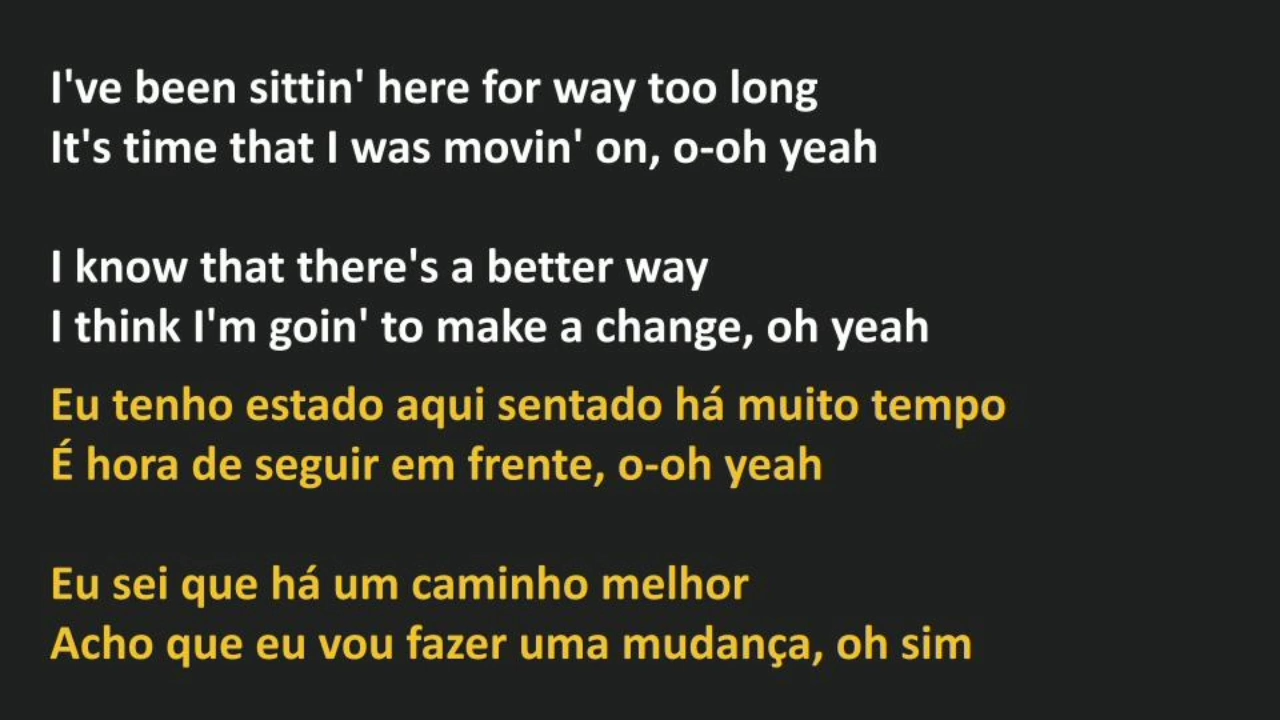 I've been sittin' here for way too long
It's time that I was movin' on, o-oh yeah
I know that there's a better way
I think I'm goin' to make a change, oh yeah
Eu tenho estado aqui sentado há muito tempo
É hora de seguir em frente, o-oh yeah
Eu sei que há um caminho melhor
Acho que eu vou fazer uma mudança, oh sim